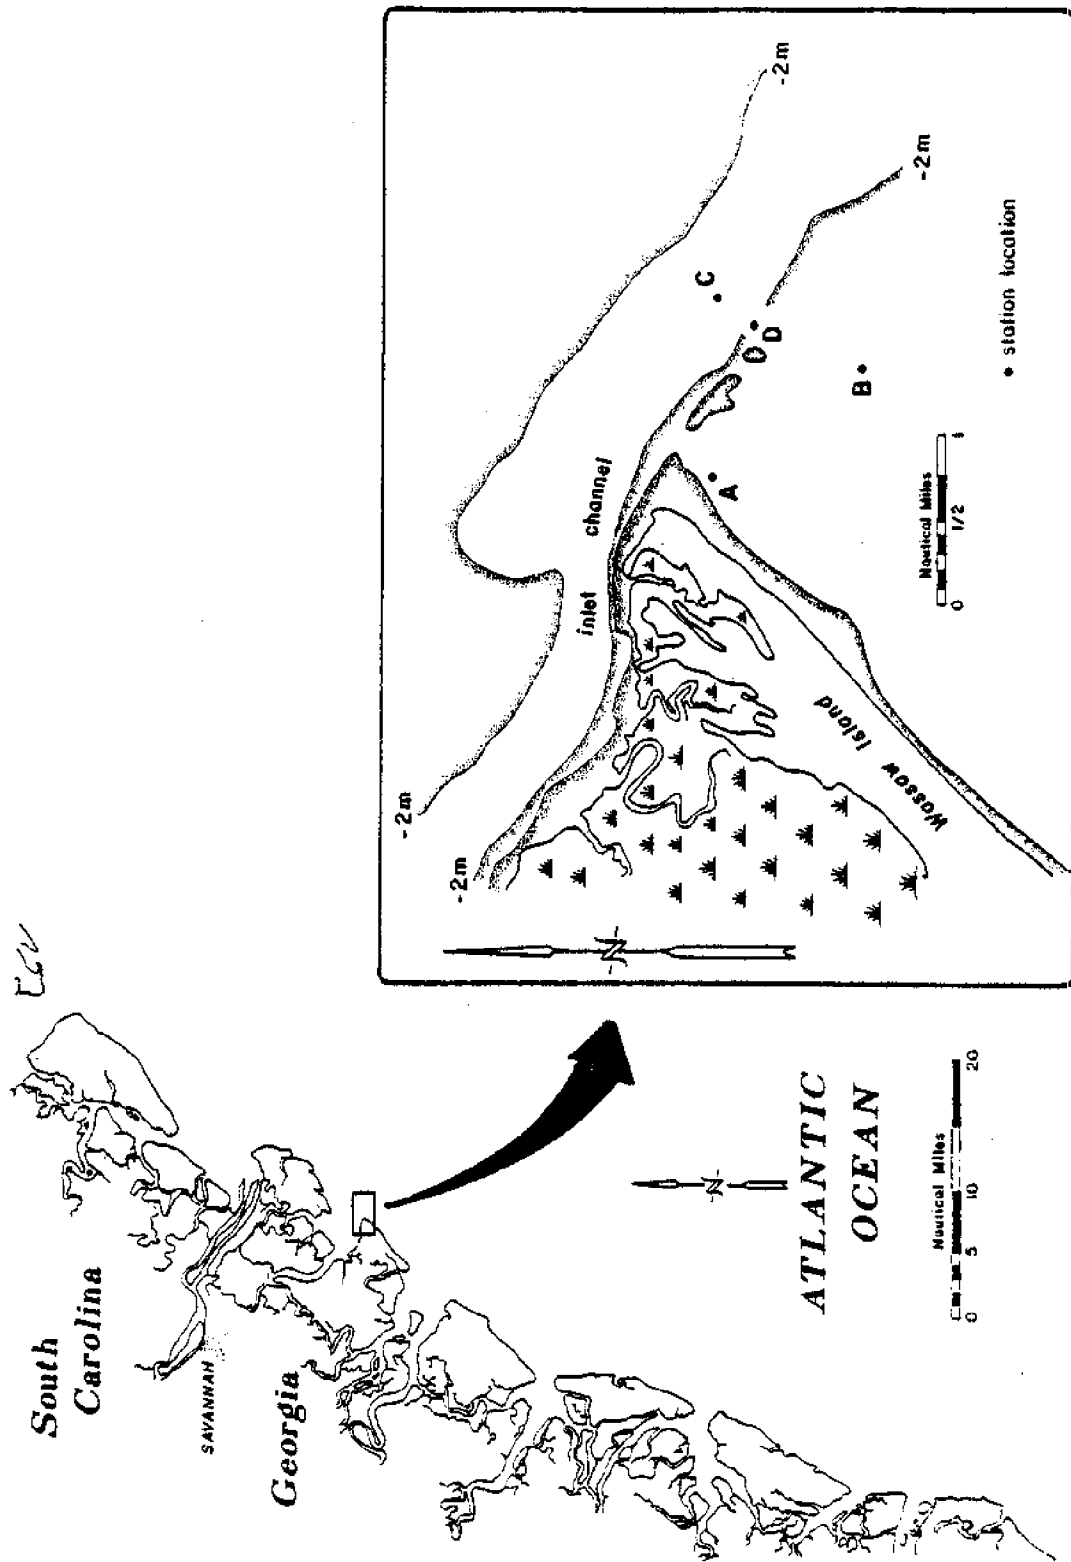 South
Carolina
SAVANNAH
Georgia
ATLANTIC
OCEAN
N
Nautical Miles
0 5 10 20
N
-2m
-2m
inlet channel
-2m
-2m
Wassaw Island
A
B
C
D
Nautical Miles
0 1/2 1
• station location